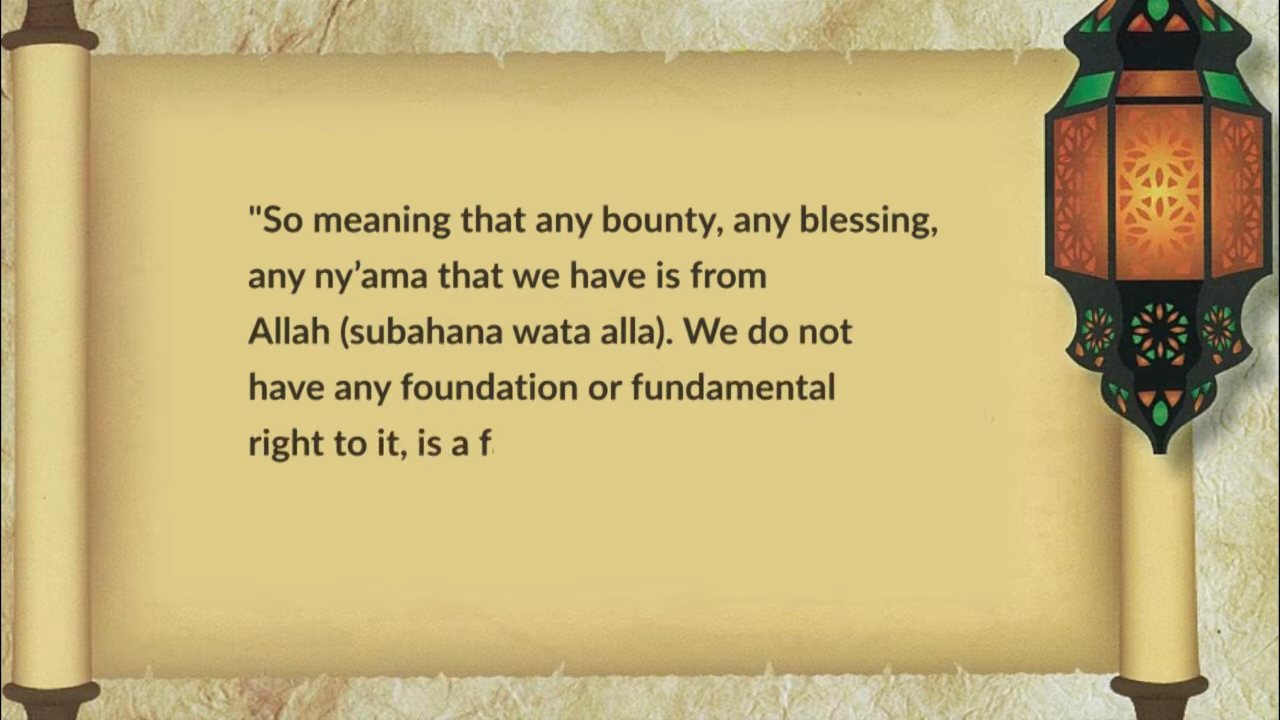 "So meaning that any bounty, any blessing,
any ny’ama that we have is from
Allah (subahana wata alla). We do not
have any foundation or fundamental
right to it, is a f